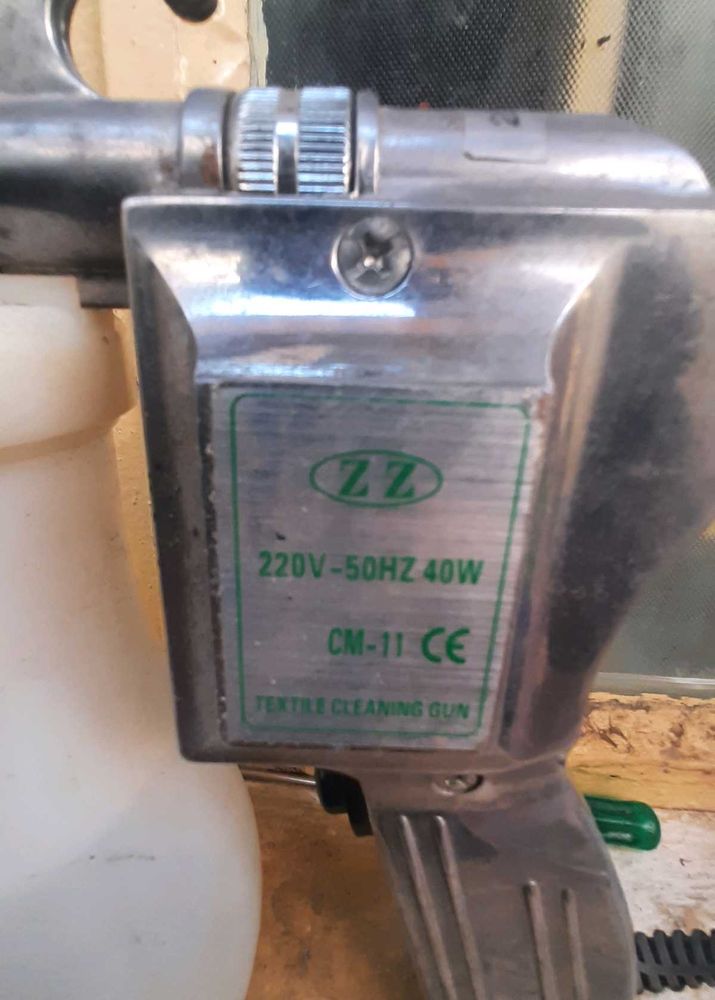 ZZ
220V-50HZ 40W
CM-11 CE
TEXTILE CLEANING GUN